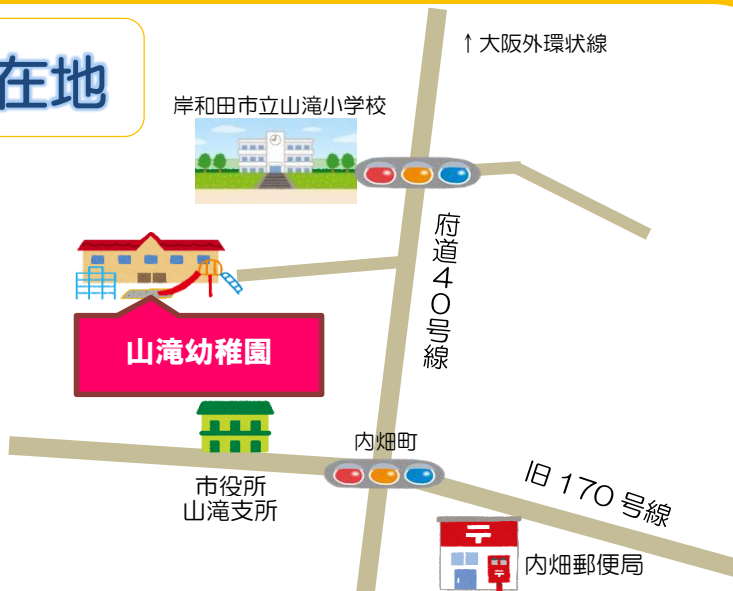 在地
↑大阪外環状線
岸和田市立山滝小学校
府道40号線
山滝幼稚園
内畑町
市役所
山滝支所
旧170号線
〒
〒
内畑郵便局